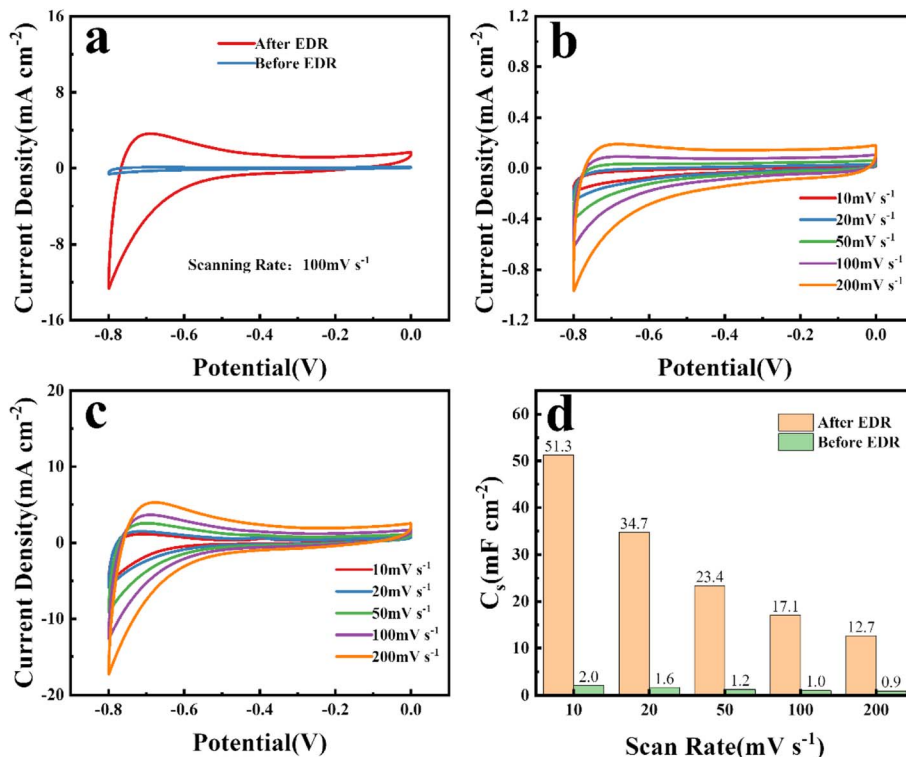 a
After EDR
Before EDR
16
8
0
-8
-16
Current Density(mA cm⁻²)
Scanning Rate: 100mV s⁻¹
-0.8
-0.6
-0.4
-0.2
0.0
Potential(V)
b
1.2
0.8
0.4
0.0
-0.4
-0.8
-1.2
Current Density(mA cm⁻²)
10mV s⁻¹
20mV s⁻¹
50mV s⁻¹
100mV s⁻¹
200mV s⁻¹
-0.8
-0.6
-0.4
-0.2
0.0
Potential(V)
c
20
10
0
-10
-20
Current Density(mA cm⁻²)
10mV s⁻¹
20mV s⁻¹
50mV s⁻¹
100mV s⁻¹
200mV s⁻¹
-0.8
-0.6
-0.4
-0.2
0.0
Potential(V)
d
After EDR
Before EDR
60
50
40
30
20
10
0
Cₛ(mF cm⁻²)
51.3
34.7
23.4
17.1
12.7
2.0
1.6
1.2
1.0
0.9
10
20
50
100
200
Scan Rate(mV s⁻¹)